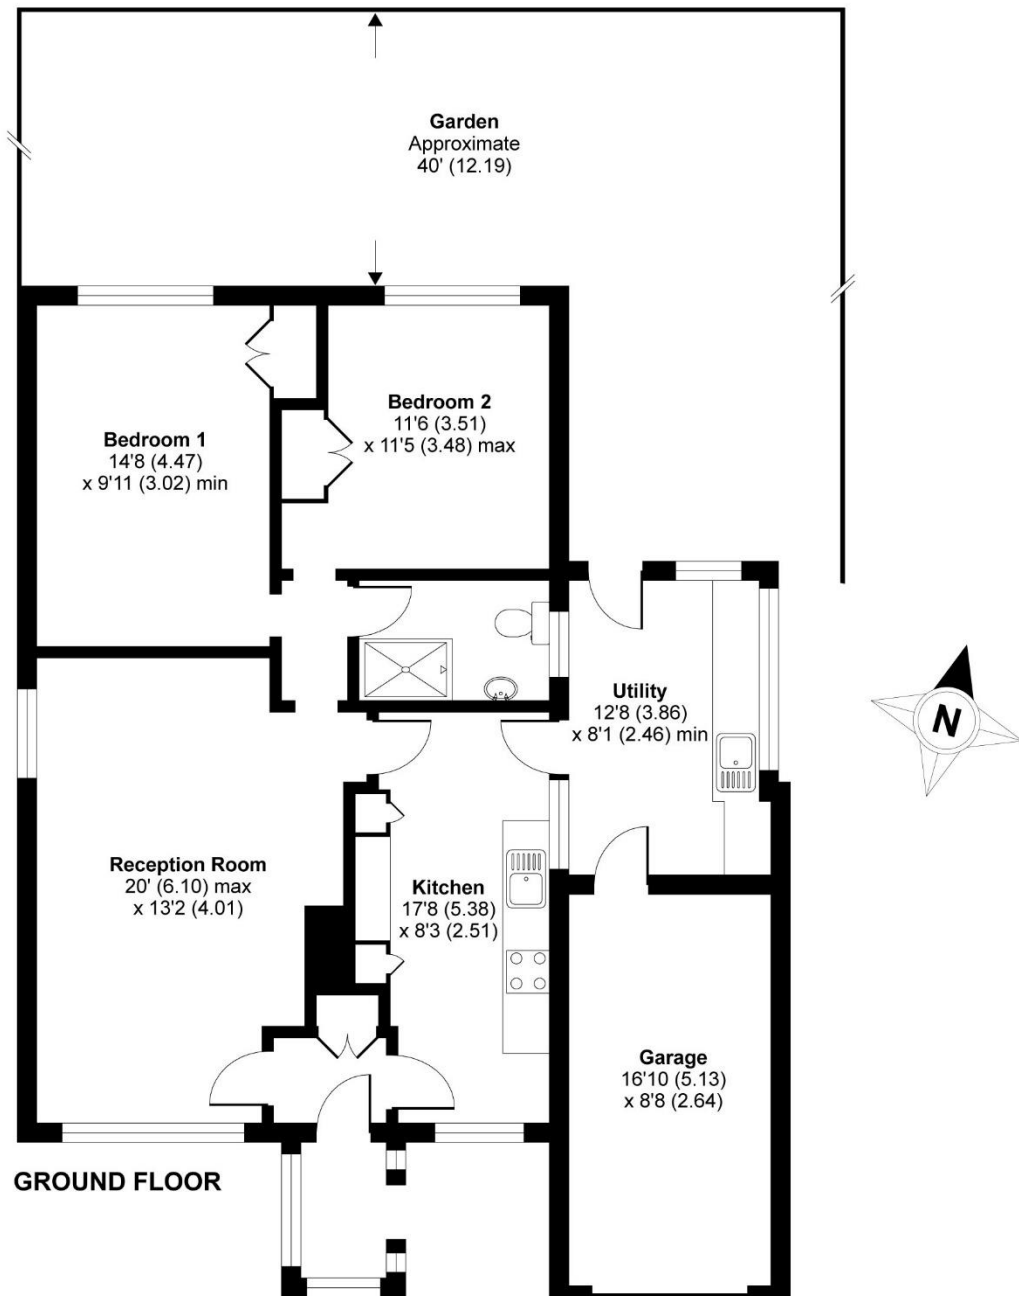 Garden
Approximate
40' (12.19)
Bedroom 1
14'8 (4.47)
x 9'11 (3.02) min
Bedroom 2
11'6 (3.51)
x 11'5 (3.48) max
Utility
12'8 (3.86)
x 8'1 (2.46) min
N
Reception Room
20' (6.10) max
x 13'2 (4.01)
Kitchen
17'8 (5.38)
x 8'3 (2.51)
Garage
16'10 (5.13)
x 8'8 (2.64)
GROUND FLOOR